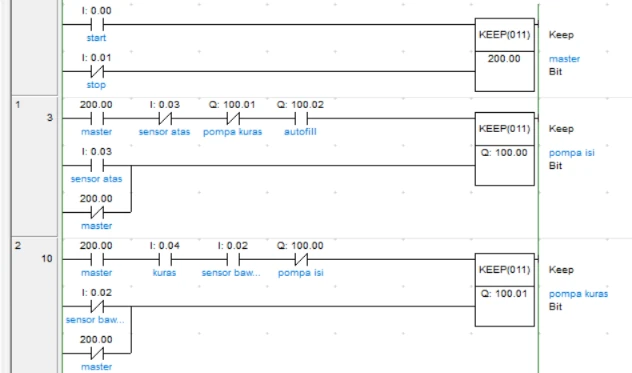 I: 0.00
start
KEEP(011) Keep
I: 0.01
200.00 master
stop
Bit
1
3
200.00 I: 0.03 Q: 100.01 Q: 100.02
master sensor atas pompa kuras autofill
KEEP(011) Keep
I: 0.03
Q: 100.00 pompa isi
sensor atas
Bit
200.00
master
2
10
200.00 I: 0.04 I: 0.02 Q: 100.00
master kuras sensor baw... pompa isi
KEEP(011) Keep
I: 0.02
Q: 100.01 pompa kuras
sensor baw...
Bit
200.00
master